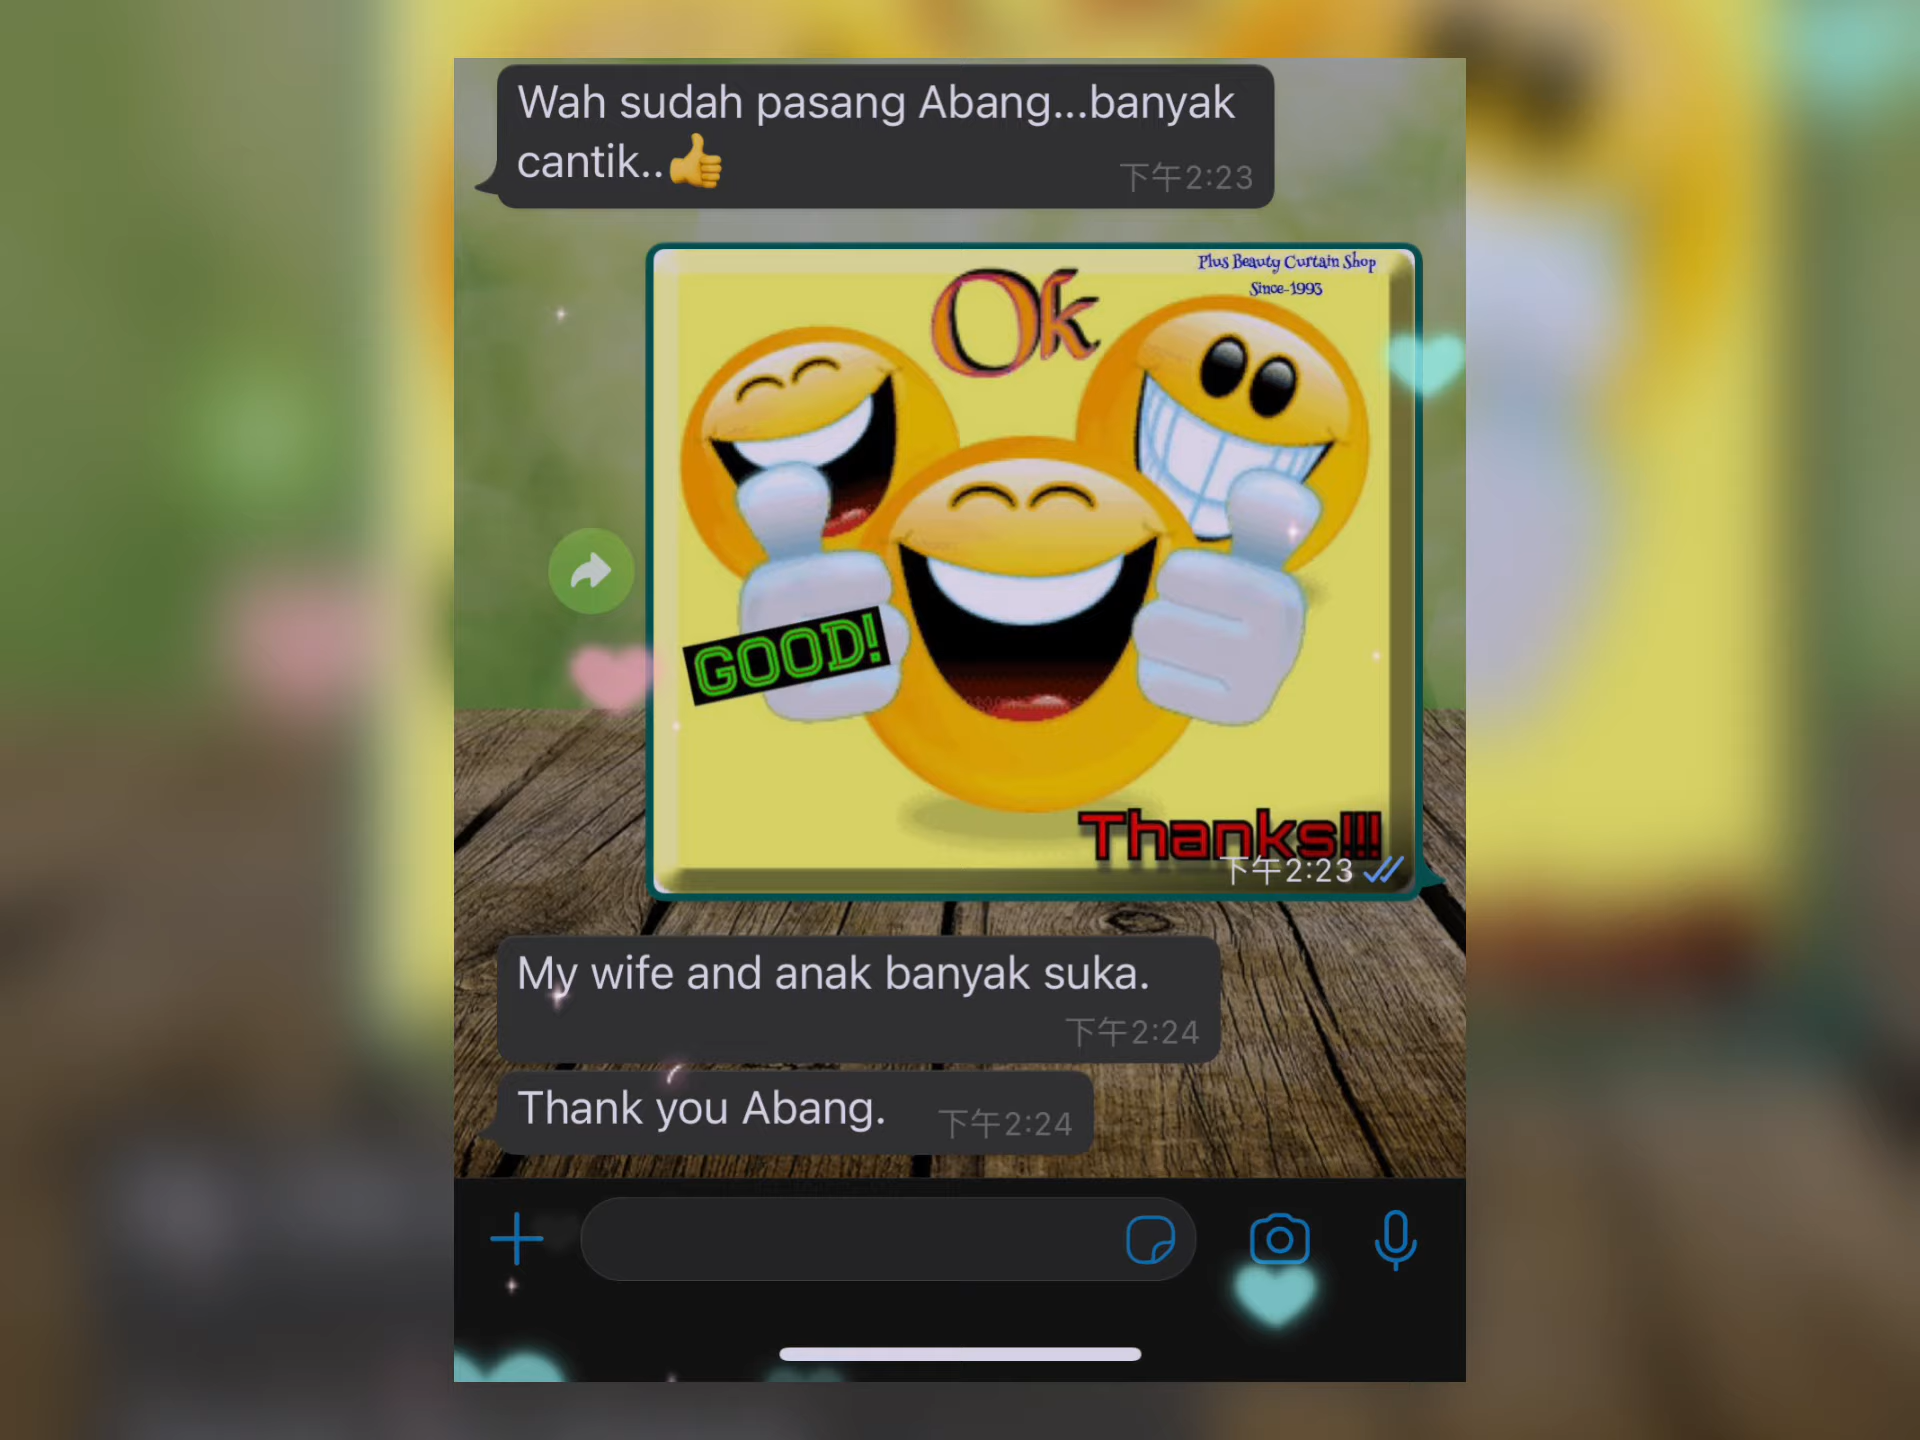 Wah sudah pasang Abang...banyak
cantik..👍
下午2:23
Plus Beauty Curtain Shop
Since-1993
Ok
GOOD!
Thanks!!!
下午2:23
My wife and anak banyak suka.
下午2:24
Thank you Abang.
下午2:24